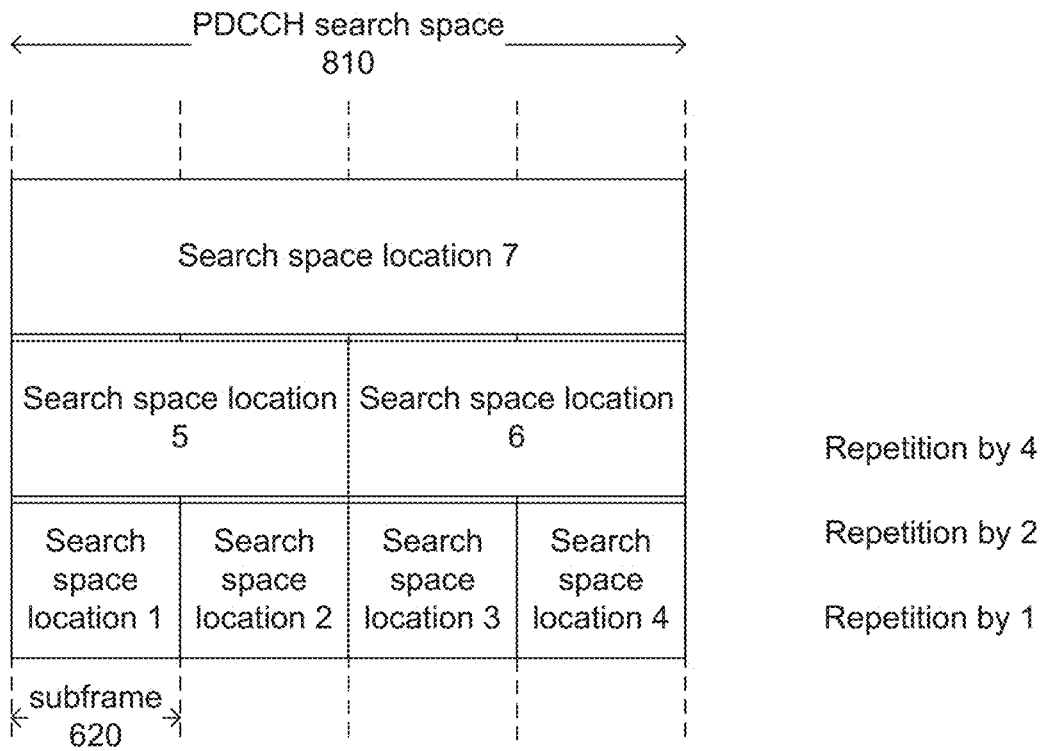 PDCCH search space
810
Search space location 7
Search space location
5
Search space location
6
Repetition by 4
Repetition by 2
Repetition by 1
Search
space
location 1
Search
space
location 2
Search
space
location 3
Search
space
location 4
subframe
620